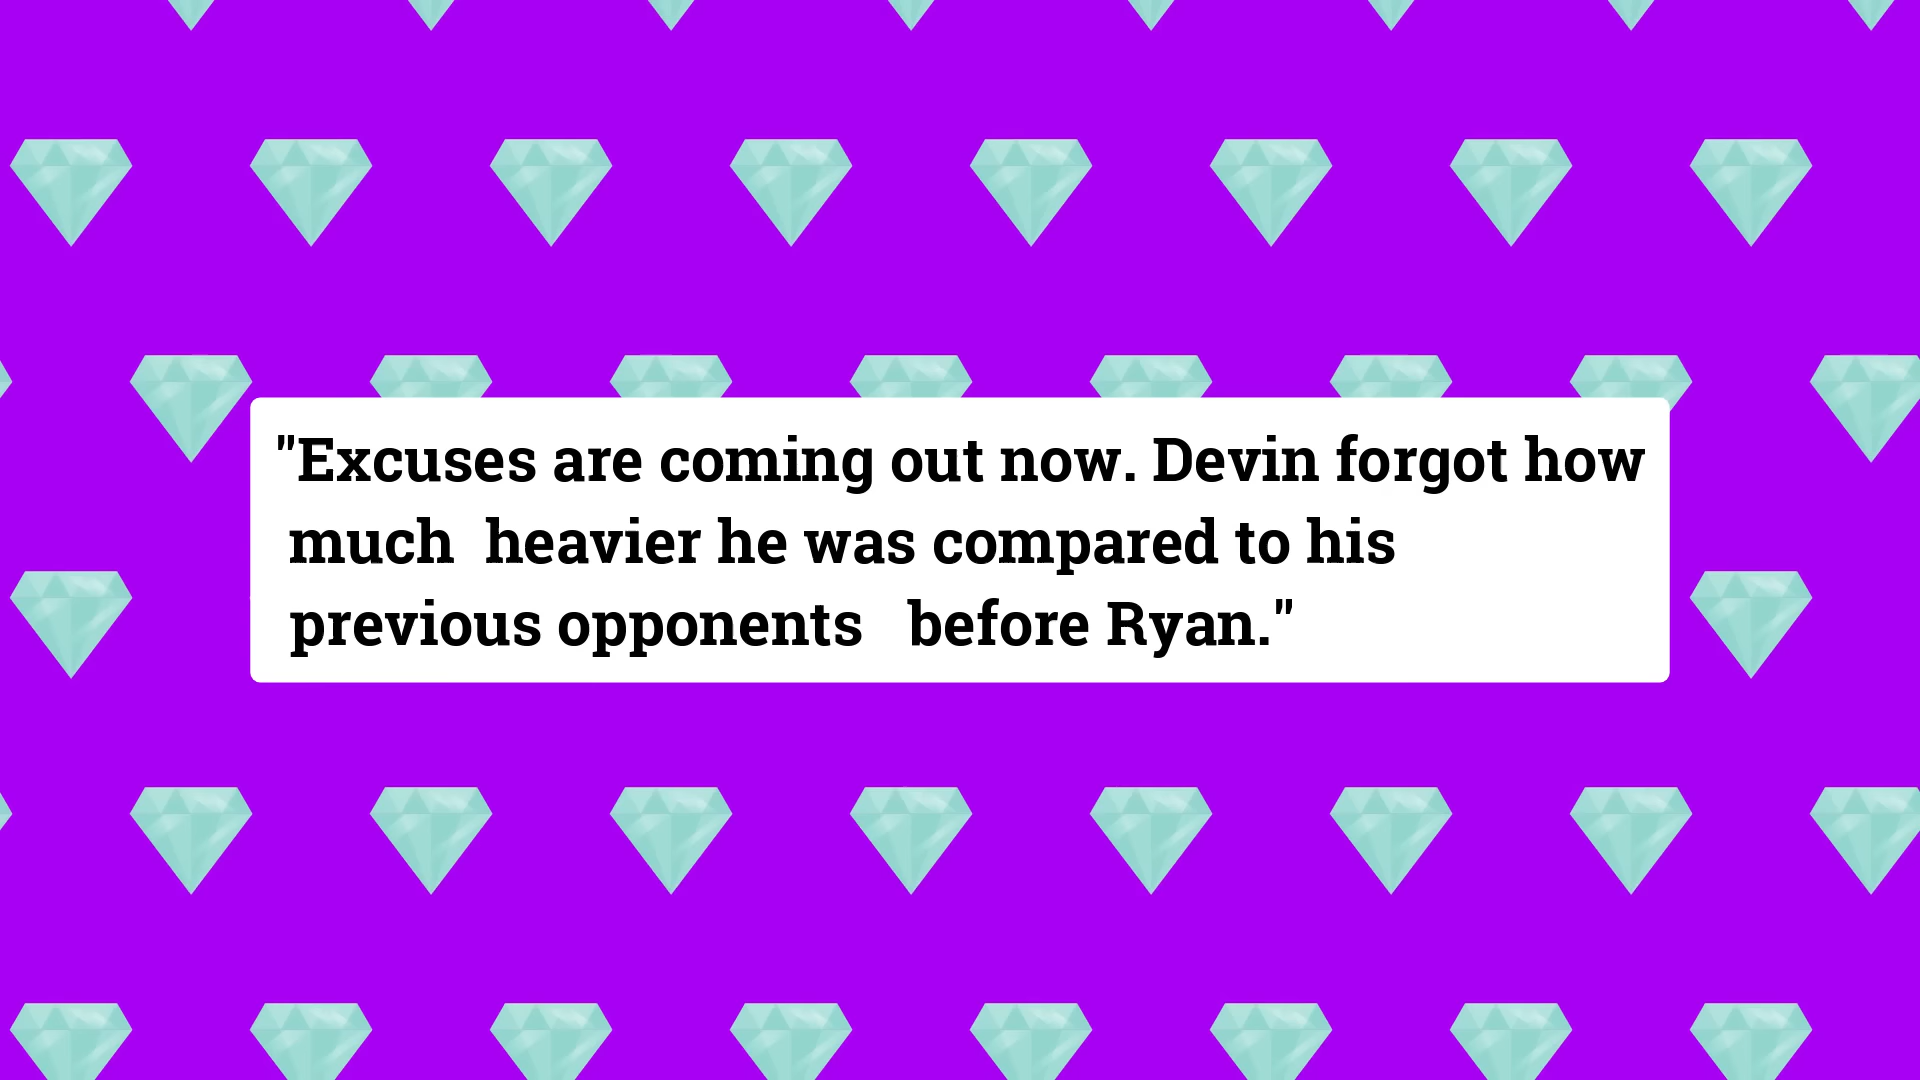 "Excuses are coming out now. Devin forgot how
much  heavier he was compared to his
previous opponents   before Ryan."